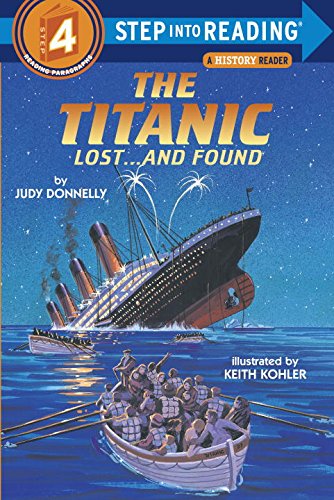 STEP 4
READING PARAGRAPHS
STEP INTO READING®
A HISTORY READER
THE
TITANIC
LOST...AND FOUND
by
JUDY DONNELLY
illustrated by
KEITH KOHLER
TITANIC